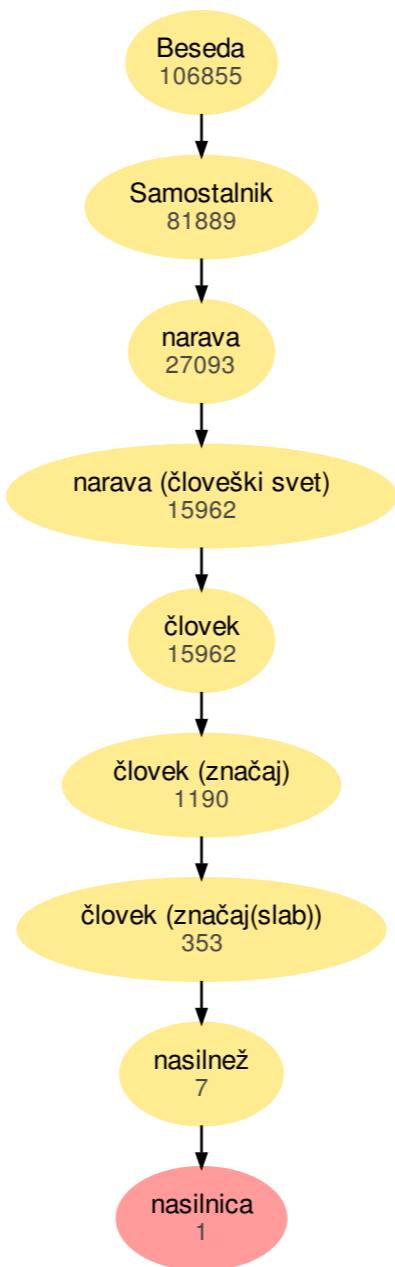 Beseda
106855
Samostalnik
81889
narava
27093
narava (človeški svet)
15962
človek
15962
človek (značaj)
1190
človek (značaj(slab))
353
nasilnež
7
nasilnica
1